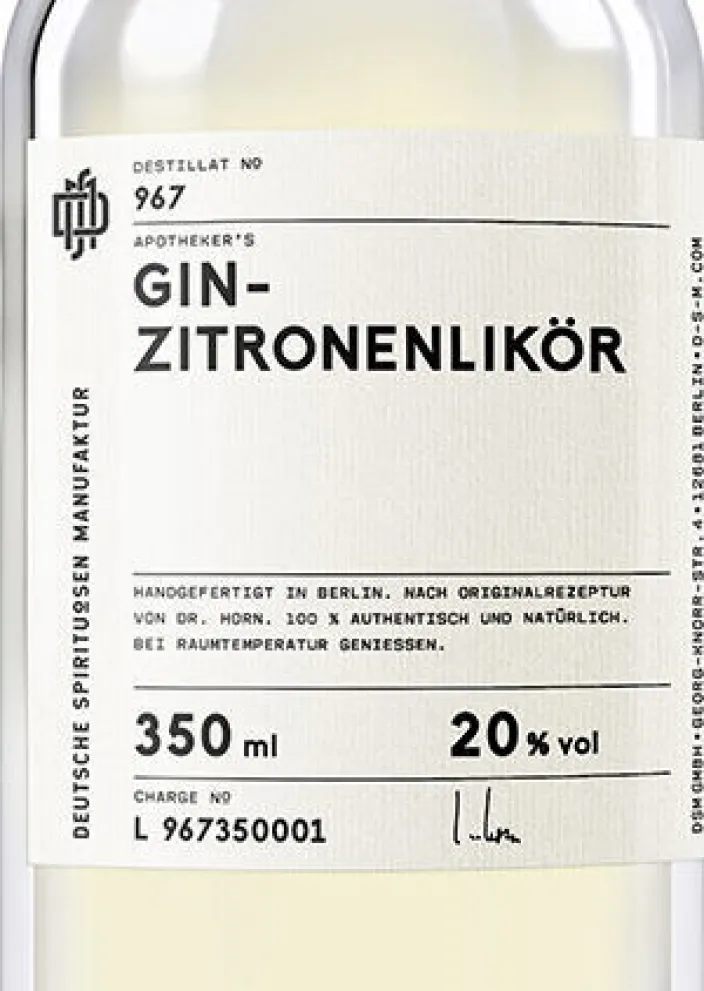 DESTILLAT NO
967
APOTHEKER'S
GIN-
ZITRONENLIKÖR
HANDGEFERTIGT IN BERLIN. NACH ORIGINALREZEPTUR
VON DR. HORN. 100 % AUTHENTISCH UND NATÜRLICH.
BEI RAUMTEMPERATUR GENIESSEN.
350 ml
20 % vol
CHARGE NO
L 967350001
DEUTSCHE SPIRITUOSEN MANUFAKTUR
DSM GMBH • GEORG-KNORR-STR. 4 • 12681 BERLIN • D-S-M.COM